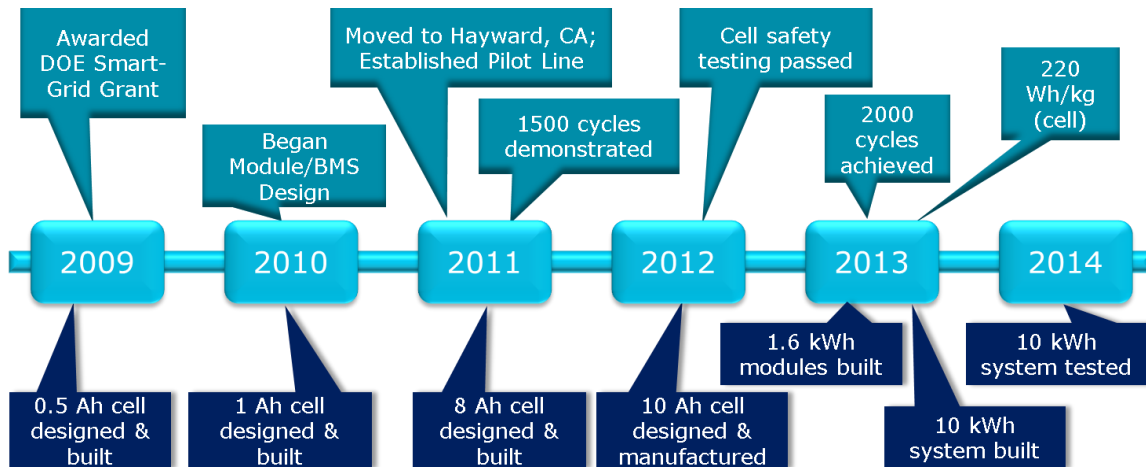 Awarded
DOE Smart-
Grid Grant
Began
Module/BMS
Design
Moved to Hayward, CA;
Established Pilot Line
1500 cycles
demonstrated
Cell safety
testing passed
2000
cycles
achieved
220
Wh/kg
(cell)
2009
2010
2011
2012
2013
2014
0.5 Ah cell
designed &
built
1 Ah cell
designed &
built
8 Ah cell
designed &
built
10 Ah cell
designed &
manufactured
1.6 kWh
modules built
10 kWh
system built
10 kWh
system tested